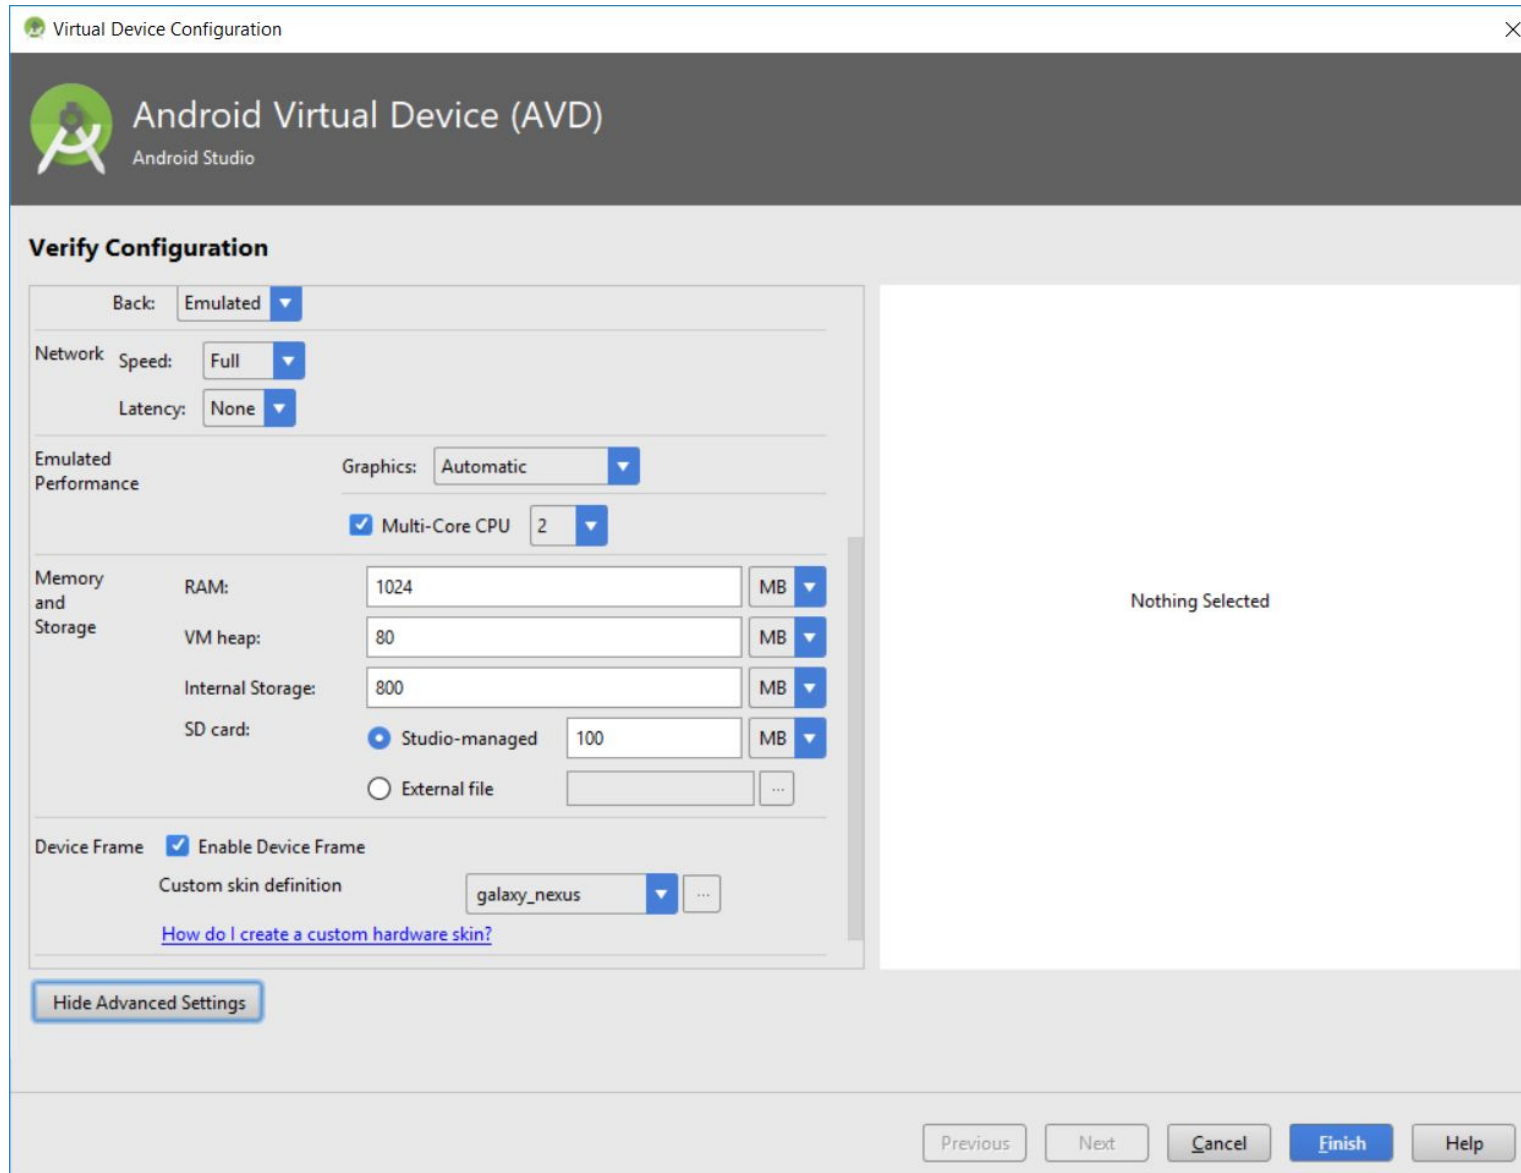 Virtual Device Configuration
Android Virtual Device (AVD)
Android Studio
Verify Configuration
Back: Emulated
Network Speed: Full
Latency: None
Emulated
Performance
Graphics: Automatic
Multi-Core CPU 2
Memory
and
Storage
RAM: 1024 MB
VM heap: 80 MB
Internal Storage: 800 MB
SD card:
Studio-managed 100 MB
External file ...
Device Frame Enable Device Frame
Custom skin definition
galaxy_nexus ...
How do I create a custom hardware skin?
Nothing Selected
Hide Advanced Settings
Previous Next Cancel Finish Help